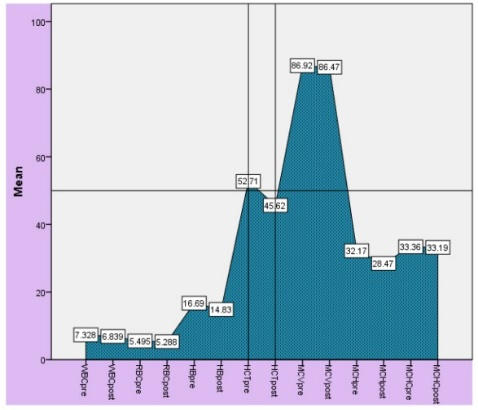 100
80
60
40
20
0
Mean
7.328
6.839
5.495
5.288
16.69
14.83
52.71
45.62
86.92
86.47
32.17
28.47
33.36
33.19
WBCpre
WBCpost
RBCpre
RBCpost
HBpre
HBpost
HCTpre
HCTpost
MCVpre
MCVpost
MCHpre
MCHpost
MCHCpre
MCHCpost